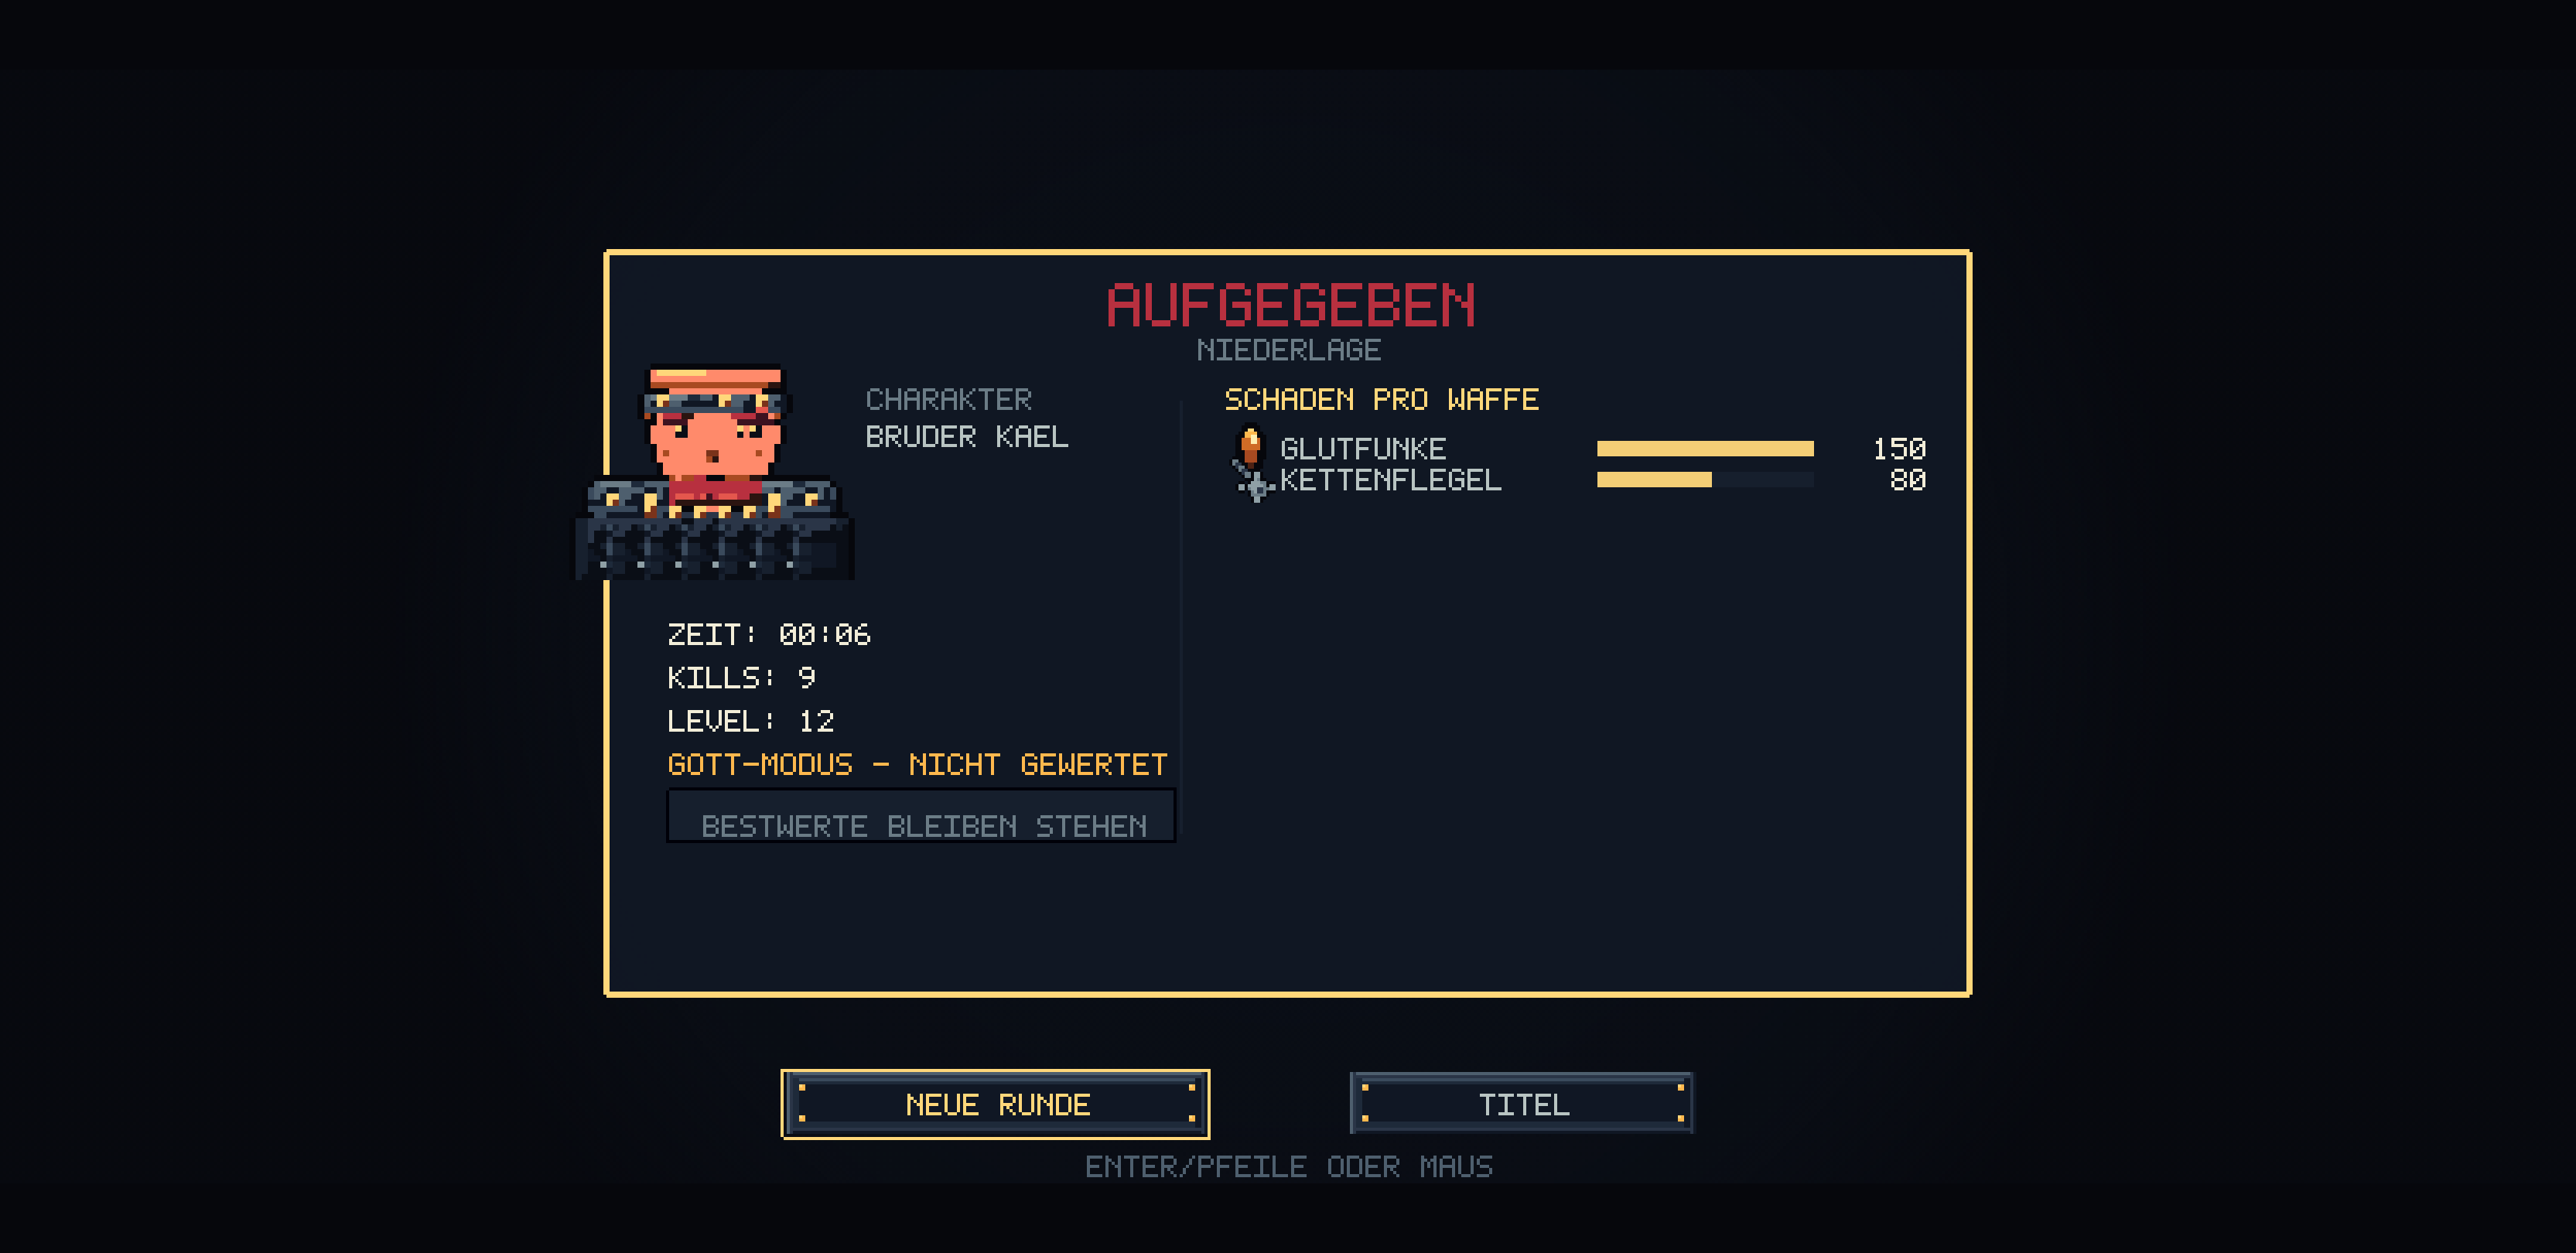 AUFGEGEBEN
NIEDERLAGE
CHARAKTER
BRUDER KAEL
ZEIT: 00:06
KILLS: 9
LEVEL: 12
GOTT-MODUS - NICHT GEWERTET
BESTWERTE BLEIBEN STEHEN
SCHADEN PRO WAFFE
GLUTFUNKE 150
KETTENFLEGEL 80
NEUE RUNDE
TITEL
ENTER/PFEILE ODER MAUS